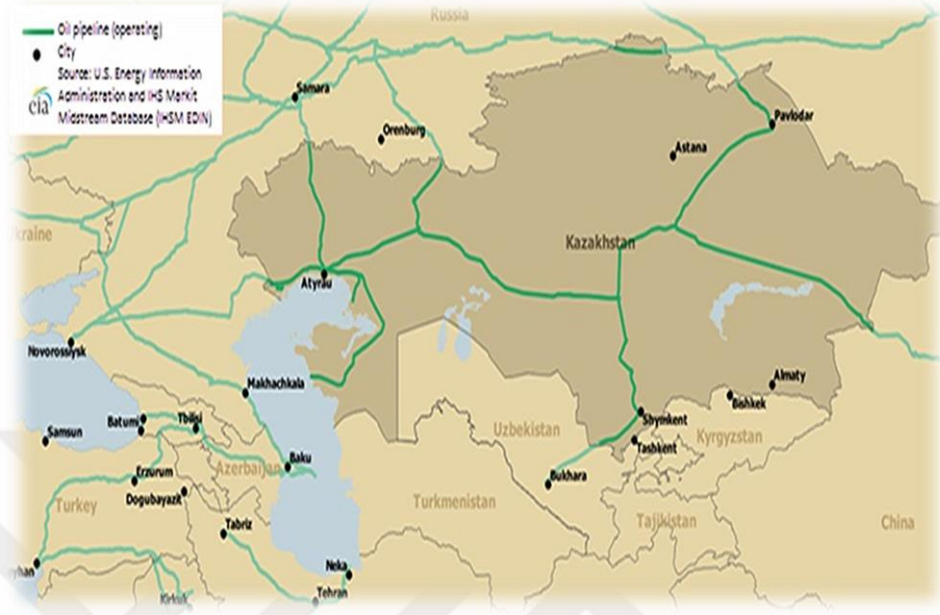 Russia
Oil pipeline (operating)
City
Source: U.S. Energy Information
eia Administration and IHS Markit
Midstream Database (IHSM EDIN)
Samara
Orenburg
Pavlodar
Astana
kraine
Kazakhstan
Atyrau
Novorossiysk
Makhachkala
Almaty
Bishkek
Batumi
Tbilisi
Shymkent
Samsun
Uzbekistan
Kyrgyzstan
Tashkent
Baku
Azerbaijan
Erzurum
Bukhara
Dogubayazit
Turkey
Turkmenistan
Tabriz
Tajikistan
China
yhan
Neka
Tehran
Kirkuk